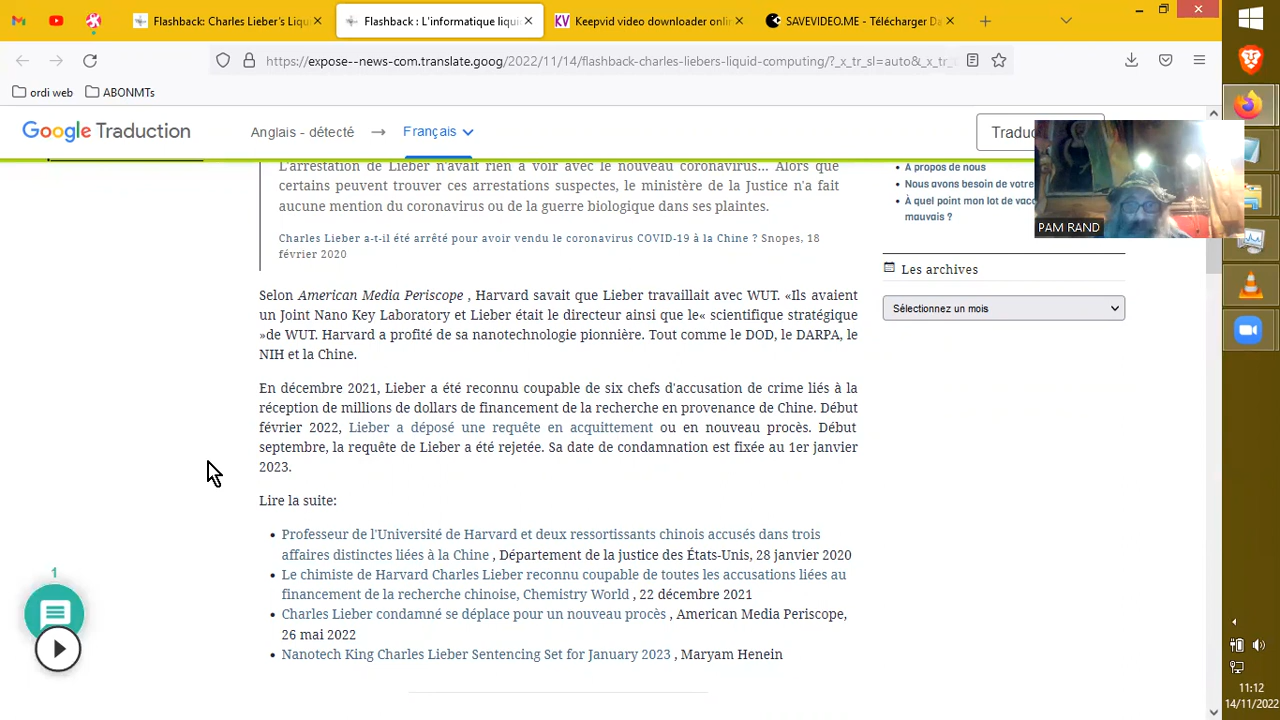 Flashback: Charles Lieber's Liqu
Flashback : L'informatique liqui
Keepvid video downloader onlin
SAVEVIDEO.ME - Télécharger Da
https://expose--news-com.translate.goog/2022/11/14/flashback-charles-liebers-liquid-computing/?_x_tr_sl=auto&_x_tr_
ordi web
ABONMTs
Google Traduction
Anglais - détecté
Français
Traduc
L'arrestation de Lieber n'avait rien à voir avec le nouveau coronavirus... Alors que
certains peuvent trouver ces arrestations suspectes, le ministère de la Justice n'a fait
aucune mention du coronavirus ou de la guerre biologique dans ses plaintes.
Charles Lieber a-t-il été arrêté pour avoir vendu le coronavirus COVID-19 à la Chine ? Snopes, 18
février 2020
Selon American Media Periscope , Harvard savait que Lieber travaillait avec WUT. «Ils avaient
un Joint Nano Key Laboratory et Lieber était le directeur ainsi que le« scientifique stratégique
»de WUT. Harvard a profité de sa nanotechnologie pionnière. Tout comme le DOD, le DARPA, le
NIH et la Chine.
En décembre 2021, Lieber a été reconnu coupable de six chefs d'accusation de crime liés à la
réception de millions de dollars de financement de la recherche en provenance de Chine. Début
février 2022, Lieber a déposé une requête en acquittement ou en nouveau procès. Début
septembre, la requête de Lieber a été rejetée. Sa date de condamnation est fixée au 1er janvier
2023.
Lire la suite:
Professeur de l'Université de Harvard et deux ressortissants chinois accusés dans trois
affaires distinctes liées à la Chine , Département de la justice des États-Unis, 28 janvier 2020
Le chimiste de Harvard Charles Lieber reconnu coupable de toutes les accusations liées au
financement de la recherche chinoise, Chemistry World , 22 décembre 2021
Charles Lieber condamné se déplace pour un nouveau procès , American Media Periscope,
26 mai 2022
Nanotech King Charles Lieber Sentencing Set for January 2023 , Maryam Henein
À propos de nous
Nous avons besoin de votre
À quel point mon lot de vacc
mauvais ?
PAM RAND
Les archives
Sélectionnez un mois
1
11:12
14/11/2022